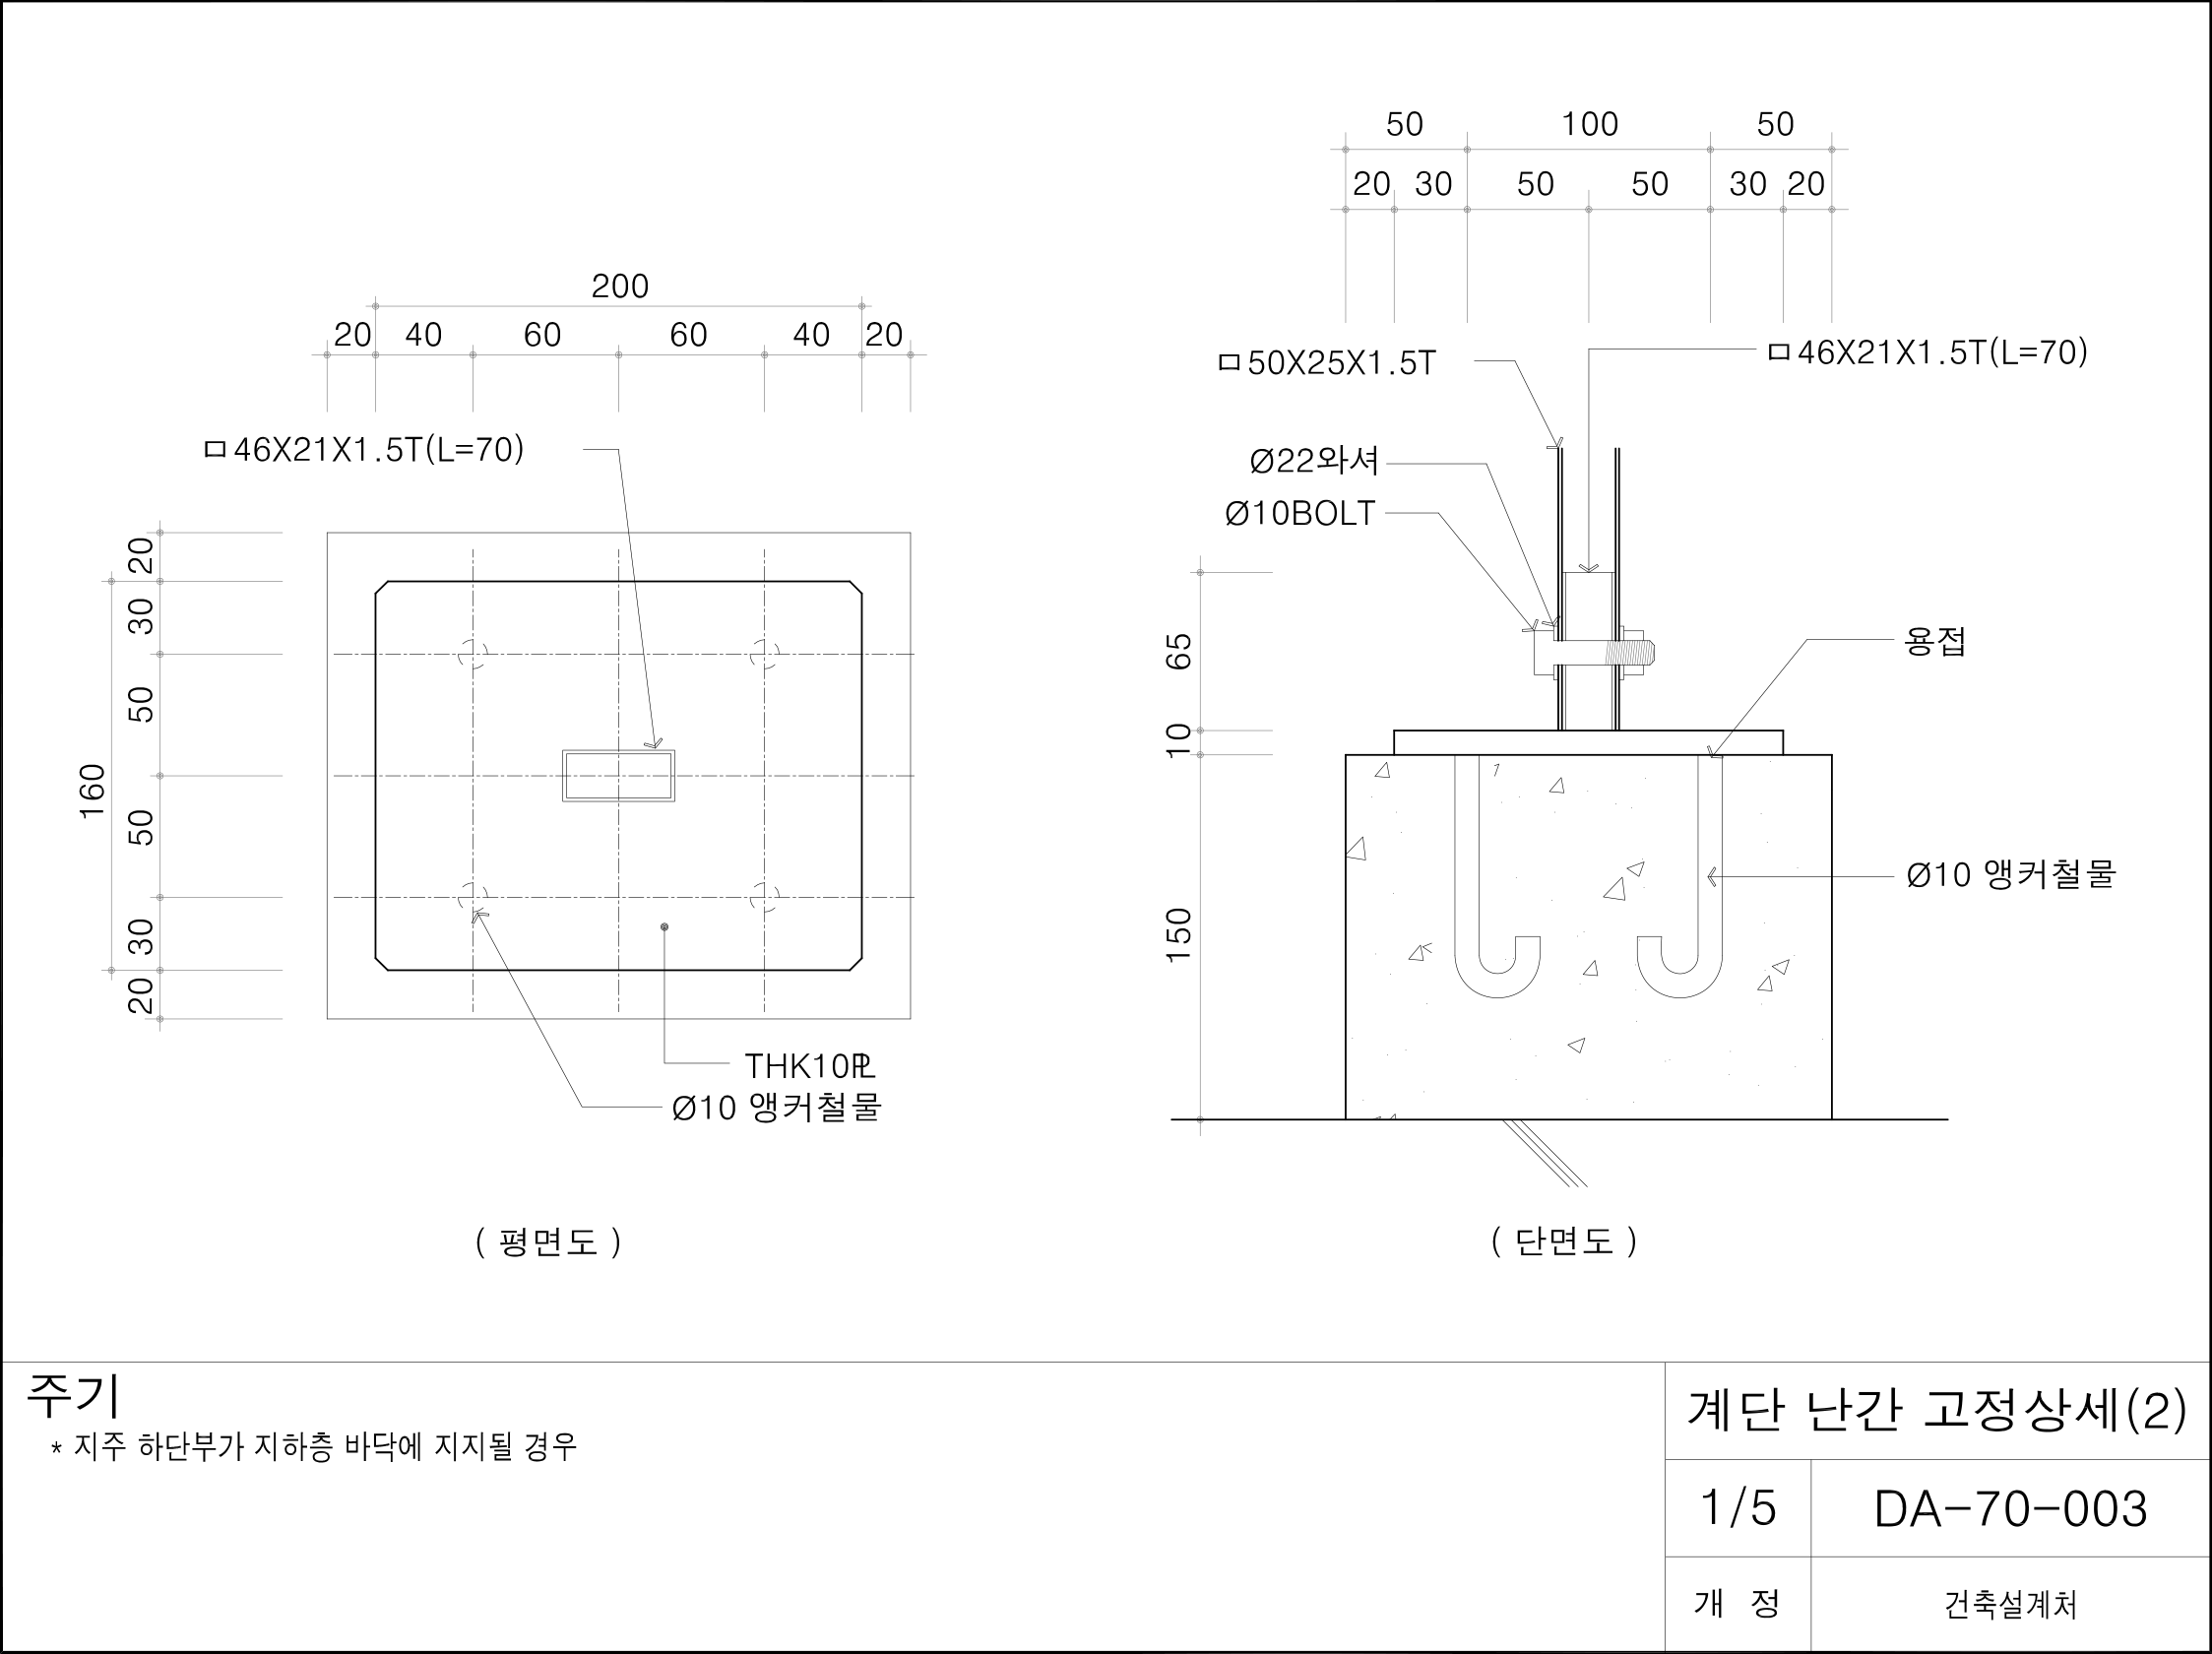 200
20 40 60 60 40 20
ㅁ46X21X1.5T(L=70)
20
30
50
160
50
30
20
THK10PL
Ø10 앵커철물
( 평면도 )
50 100 50
20 30 50 50 30 20
ㅁ50X25X1.5T
ㅁ46X21X1.5T(L=70)
Ø22와셔
Ø10BOLT
65
용접
10
Ø10 앵커철물
150
( 단면도 )
주기
* 지주 하단부가 지하층 바닥에 지지될 경우
계단 난간 고정상세(2)
1/5 DA-70-003
개 정 건축설계처